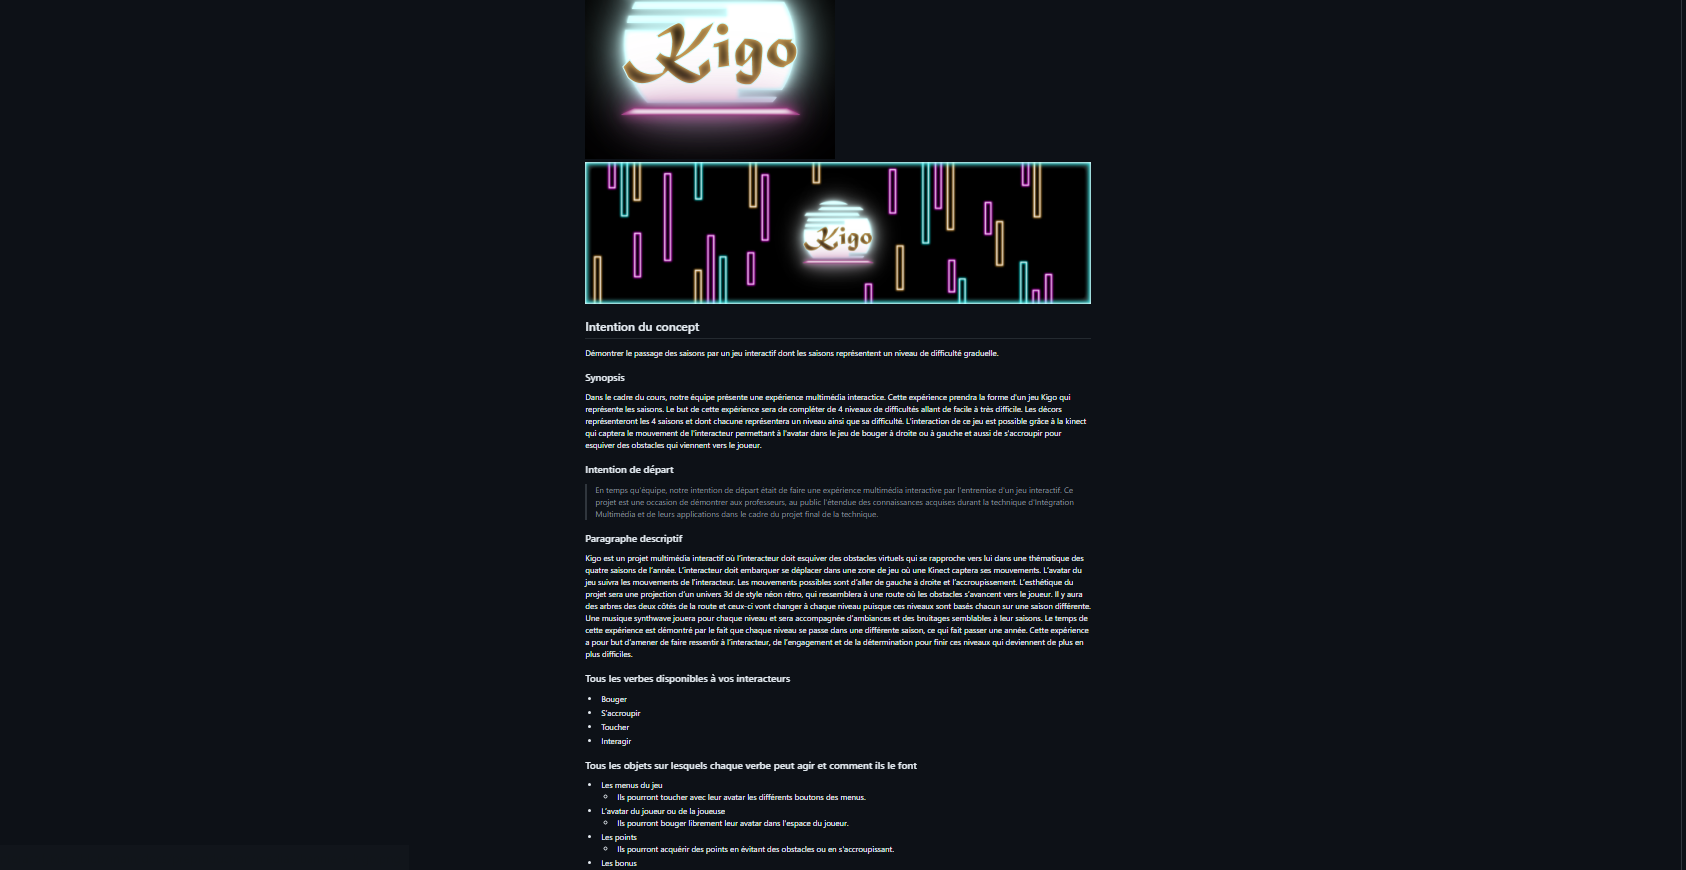 Kigo
Kigo
Intention du concept
Démontrer le passage des saisons par un jeu interactif dont les saisons représentent un niveau de difficulté graduelle.
Synopsis
Dans le cadre du cours, notre équipe présente une expérience multimédia interactice. Cette expérience prendra la forme d'un jeu Kigo qui
représente les saisons. Le but de cette expérience sera de complèter de 4 niveaux de difficultés allant de facile à très difficile. Les décors
représenteront les 4 saisons et dont chacune représentera un niveau ainsi que sa difficulté. L'interaction de ce jeu est possible grâce à la kinect
qui captera le mouvement de l'interacteur permettant à l'avatar dans le jeu de bouger à droite ou à gauche et aussi de s'accroupir pour
esquiver des obstacles qui viennent vers le joueur.
Intention de départ
En temps qu'équipe, notre intention de départ était de faire une expérience multimédia interactive par l'entremise d'un jeu interactif. Ce
projet est une occasion de démontrer aux professeurs, au public l'étendue des connaissances acquises durant la technique d'Intégration
Multimédia et de leurs applications dans le cadre du projet final de la technique.
Paragraphe descriptif
Kigo est un projet multimédia interactif où l'interacteur doit esquiver des obstacles virtuels qui se rapproche vers lui dans une thématique des
quatre saisons de l'année. L'interacteur doit embarquer se déplacer dans une zone de jeu où une Kinect captera ses mouvements. L'avatar du
jeu suivra les mouvements de l'interacteur. Les mouvements possibles sont d'aller de gauche à droite et l'accroupissement. L'esthétique du
projet sera une projection d'un univers 3d de style néon rétro, qui ressemblera à une route où les obstacles s'avancent vers le joueur. Il y aura
des arbres des deux côtés de la route et ceux-ci vont changer à chaque niveau puisque ces niveaux sont basés chacun sur une saison différente.
Une musique synthwave jouera pour chaque niveau et sera accompagnée d'ambiances et des bruitages semblables à leur saisons. Le temps de
cette expérience est démontré par le fait que chaque niveau se passe dans une différente saison, ce qui fait passer une année. Cette expérience
a pour but d'amener de faire ressentir à l'interacteur, de l'engagement et de la détermination pour finir ces niveaux qui deviennent de plus en
plus difficiles.
Tous les verbes disponibles à vos interacteurs
• Bouger
• S'accroupir
• Toucher
• Interagir
Tous les objets sur lesquels chaque verbe peut agir et comment ils le font
• Les menus du jeu
◦ Ils pourront toucher avec leur avatar les différents boutons des menus.
• L'avatar du joueur ou de la joueuse
◦ Ils pourront bouger librement leur avatar dans l'espace du joueur.
• Les points
◦ Ils pourront acquérir des points en évitant des obstacles ou en s'accroupissant.
• Les bonus